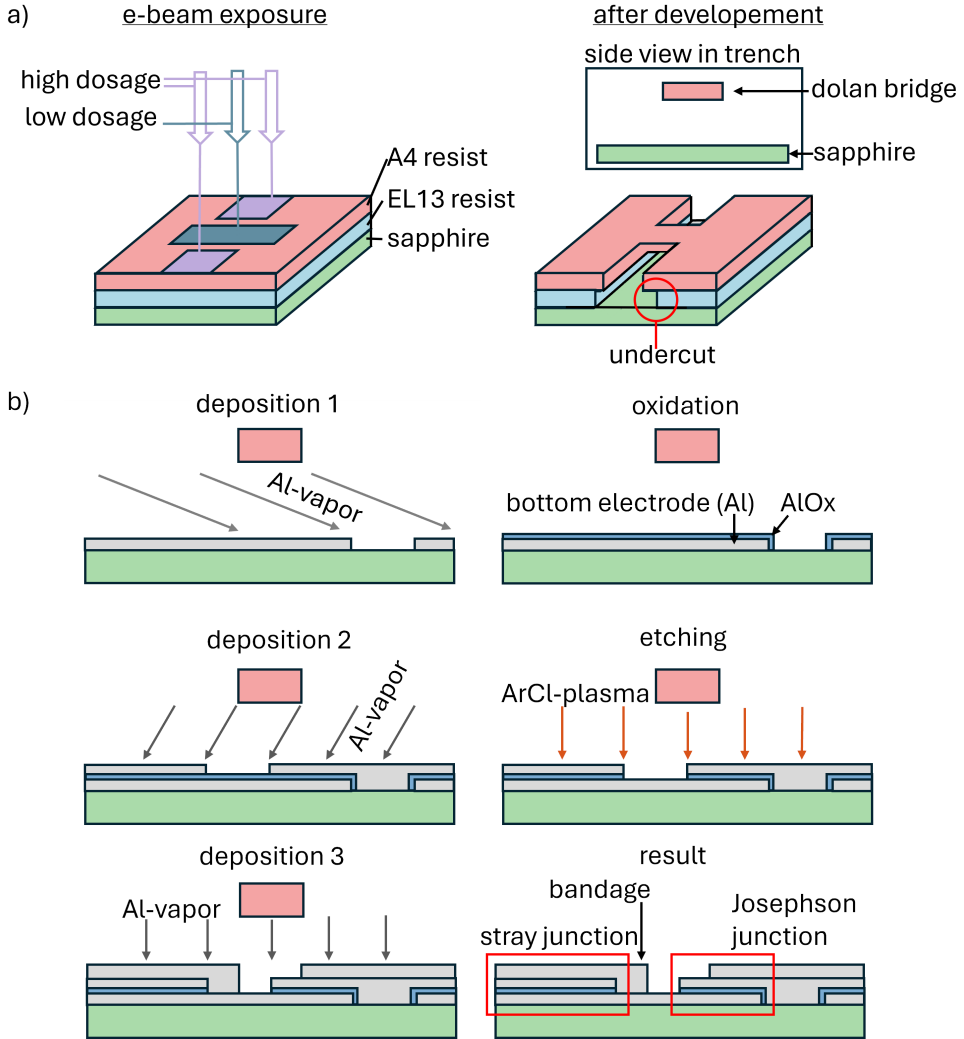 a)
e-beam exposure
after developement
side view in trench
high dosage
low dosage
dolan bridge
sapphire
A4 resist
EL13 resist
sapphire
undercut
b)
deposition 1
oxidation
Al-vapor
bottom electrode (Al)
AlOx
deposition 2
etching
Al-vapor
ArCl-plasma
deposition 3
result
Al-vapor
bandage
stray junction
Josephson
junction